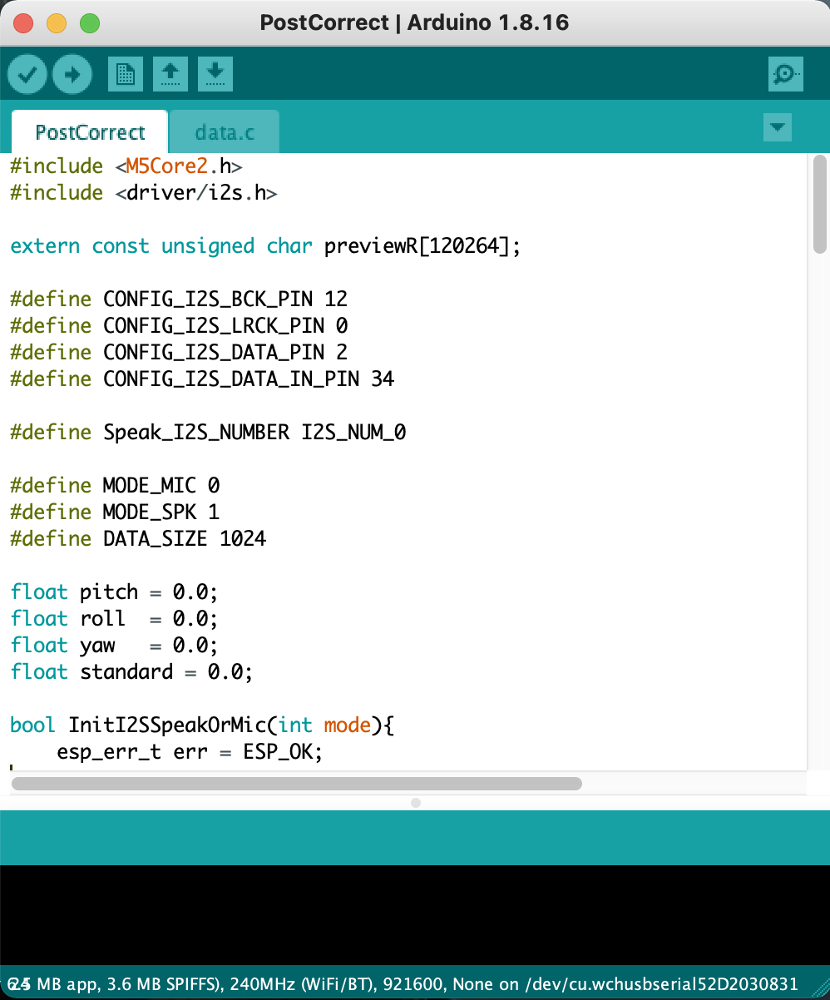 PostCorrect | Arduino 1.8.16
PostCorrect data.c
#include <M5Core2.h>
#include <driver/i2s.h>
extern const unsigned char previewR[120264];
#define CONFIG_I2S_BCK_PIN 12
#define CONFIG_I2S_LRCK_PIN 0
#define CONFIG_I2S_DATA_PIN 2
#define CONFIG_I2S_DATA_IN_PIN 34
#define Speak_I2S_NUMBER I2S_NUM_0
#define MODE_MIC 0
#define MODE_SPK 1
#define DATA_SIZE 1024
float pitch = 0.0;
float roll  = 0.0;
float yaw   = 0.0;
float standard = 0.0;
bool InitI2SSpeakOrMic(int mode){
    esp_err_t err = ESP_OK;
MB app, 3.6 MB SPIFFS), 240MHz (WiFi/BT), 921600, None on /dev/cu.wchusbserial52D2030831